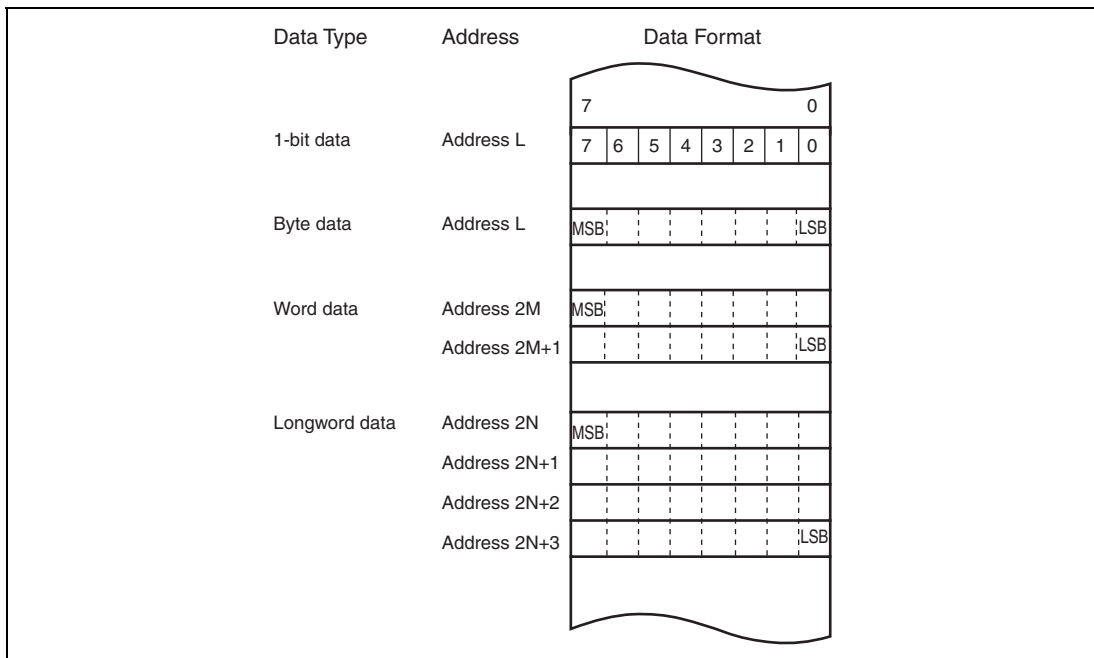 Data Type Address Data Format
7 0
1-bit data Address L 7 6 5 4 3 2 1 0
Byte data Address L MSB LSB
Word data Address 2M MSB
Address 2M+1 LSB
Longword data Address 2N MSB
Address 2N+1
Address 2N+2
Address 2N+3 LSB